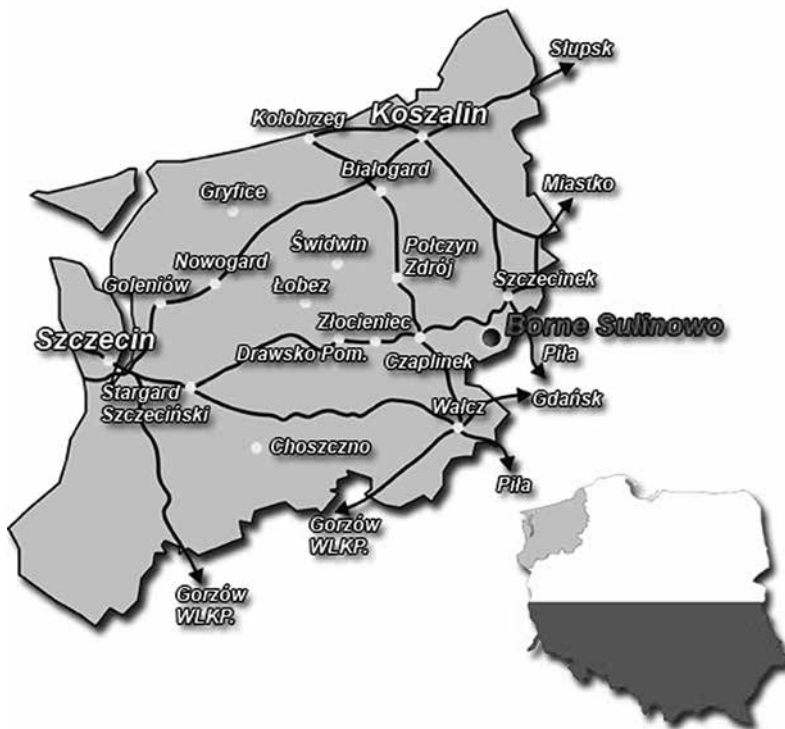 Słupsk
Koszalin
Kołobrzeg
Białogard
Miastko
Gryfice
Świdwin
Połczyn
Zdrój
Nowogard
Szczecinek
Goleniów
Łobez
Złocieniec
Borne Sulinowo
Szczecin
Drawsko Pom.
Czaplinek
Piła
Stargard
Szczeciński
Gdańsk
Wałcz
Choszczno
Piła
Gorzów
WLKP.
Gorzów
WLKP.